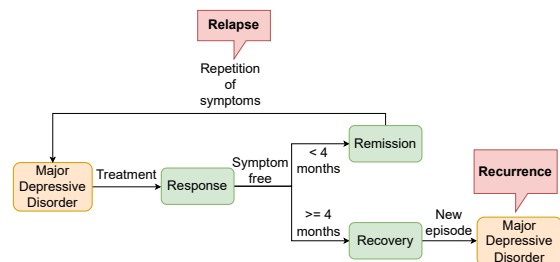 Relapse
Repetition
of
symptoms
Major
Depressive
Disorder
Treatment
Response
Symptom
free
< 4
months
Remission
>= 4
months
Recovery
New
episode
Recurrence
Major
Depressive
Disorder